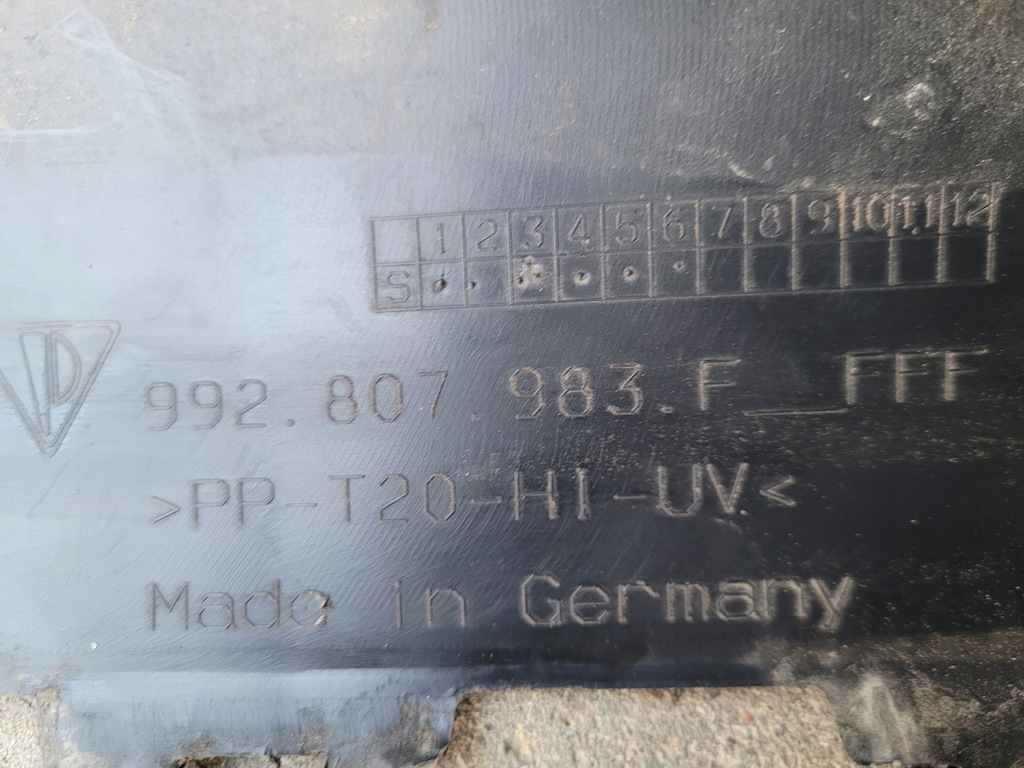 1 2 3 4 5 6 7 8 9 10 11 12
S
992.807.983.F__FFF
>PP-T20-HI-UV<
Made in Germany